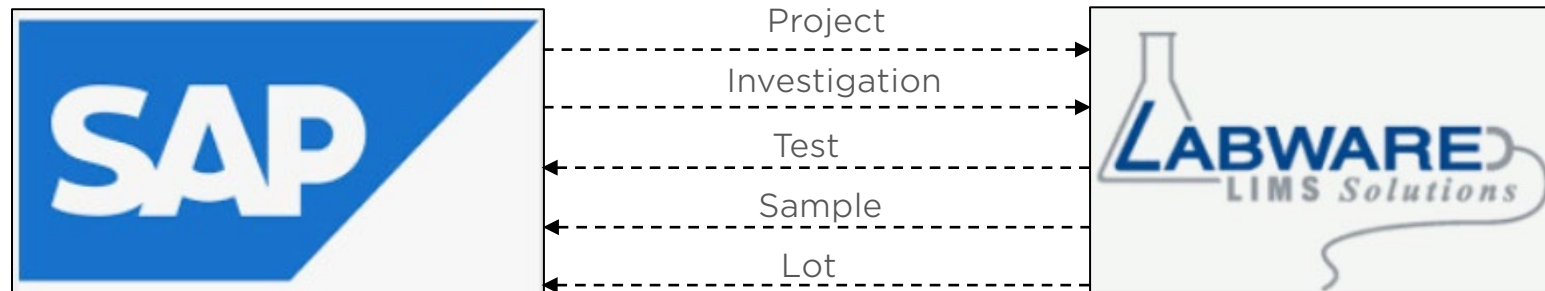 SAP
Project
Investigation
Test
Sample
Lot
LABWARE
LIMS Solutions